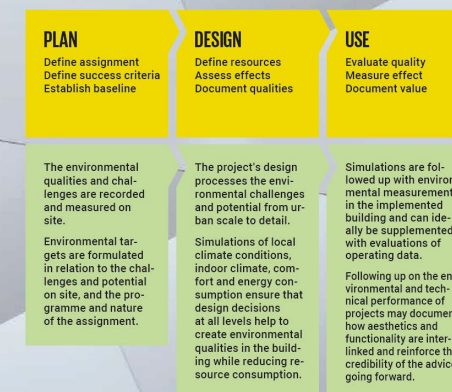 PLAN
Define assignment
Define success criteria
Establish baseline
DESIGN
Define resources
Assess effects
Document qualities
USE
Evaluate quality
Measure effect
Document value
The environmental
qualities and chal-
lenges are recorded
and measured on
site.
Environmental tar-
gets are formulated
in relation to the chal-
lenges and potential
on site, and the pro-
gramme and nature
of the assignment.
The project's design
processes the envi-
ronmental challenges
and potential from ur-
ban scale to detail.
Simulations of local
climate conditions,
indoor climate, com-
fort and energy con-
sumption ensure that
design decisions
at all levels help to
create environmental
qualities in the build-
ing while reducing re-
source consumption.
Simulations are fol-
lowed up with environ
mental measurement
in the implemented
building and can ide-
ally be supplemented
with evaluations of
operating data.
Following up on the en
vironmental and tech-
nical performance of
projects may documen
how aesthetics and
functionality are inter-
linked and reinforce th
credibility of the advice
going forward.